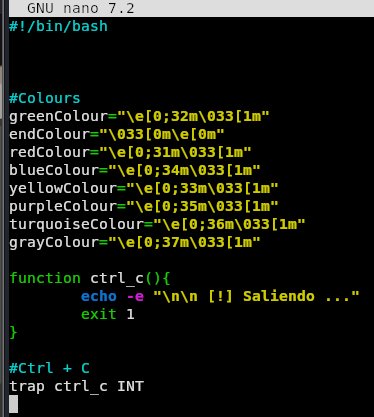 GNU nano 7.2
#!/bin/bash
#Colours
greenColour="\e[0;32m\033[1m"
endColour="\033[0m\e[0m"
redColour="\e[0;31m\033[1m"
blueColour="\e[0;34m\033[1m"
yellowColour="\e[0;33m\033[1m"
purpleColour="\e[0;35m\033[1m"
turquoiseColour="\e[0;36m\033[1m"
grayColour="\e[0;37m\033[1m"
function ctrl_c(){
echo -e "\n\n [!] Saliendo ..."
exit 1
}
#Ctrl + C
trap ctrl_c INT